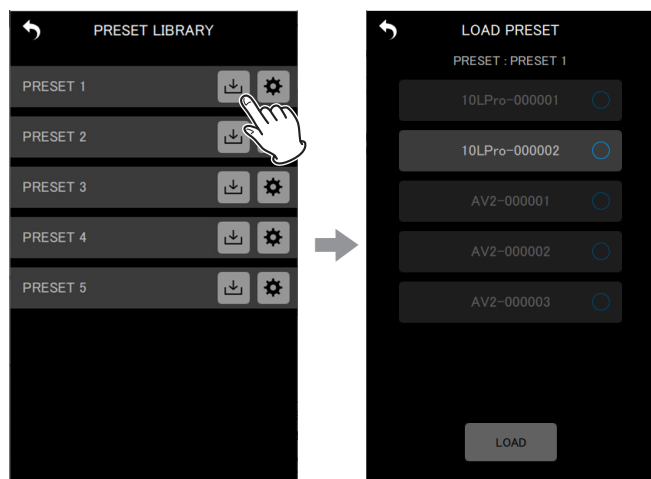 PRESET LIBRARY
PRESET 1
PRESET 2
PRESET 3
PRESET 4
PRESET 5
LOAD PRESET
PRESET : PRESET 1
10LPro-000001
10LPro-000002
AV2-000001
AV2-000002
AV2-000003
LOAD